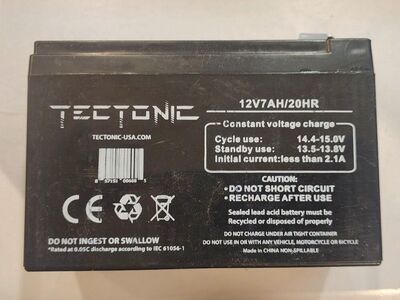 TECTONIC
TECTONIC-USA.COM
12V7AH/20HR
Constant voltage charge
Cycle use: 14.4-15.0V
Standby use: 13.5-13.8V
Initial current: less than 2.1A
CAUTION:
• DO NOT SHORT CIRCUIT
• RECHARGE AFTER USE
Sealed lead acid battery must be
Recycled or disposed of properly
CE
DO NOT INGEST OR SWALLOW
*Rated at 0.05C discharge according to IEC 61056-1
DO NOT CHARGE UNDER AIR TIGHT CONTAINER
DO NOT USE IN OR WITH ANY VEHICLE, MOTORCYCLE OR BICYCLE
Made in CHINA NON-SPILLABLE